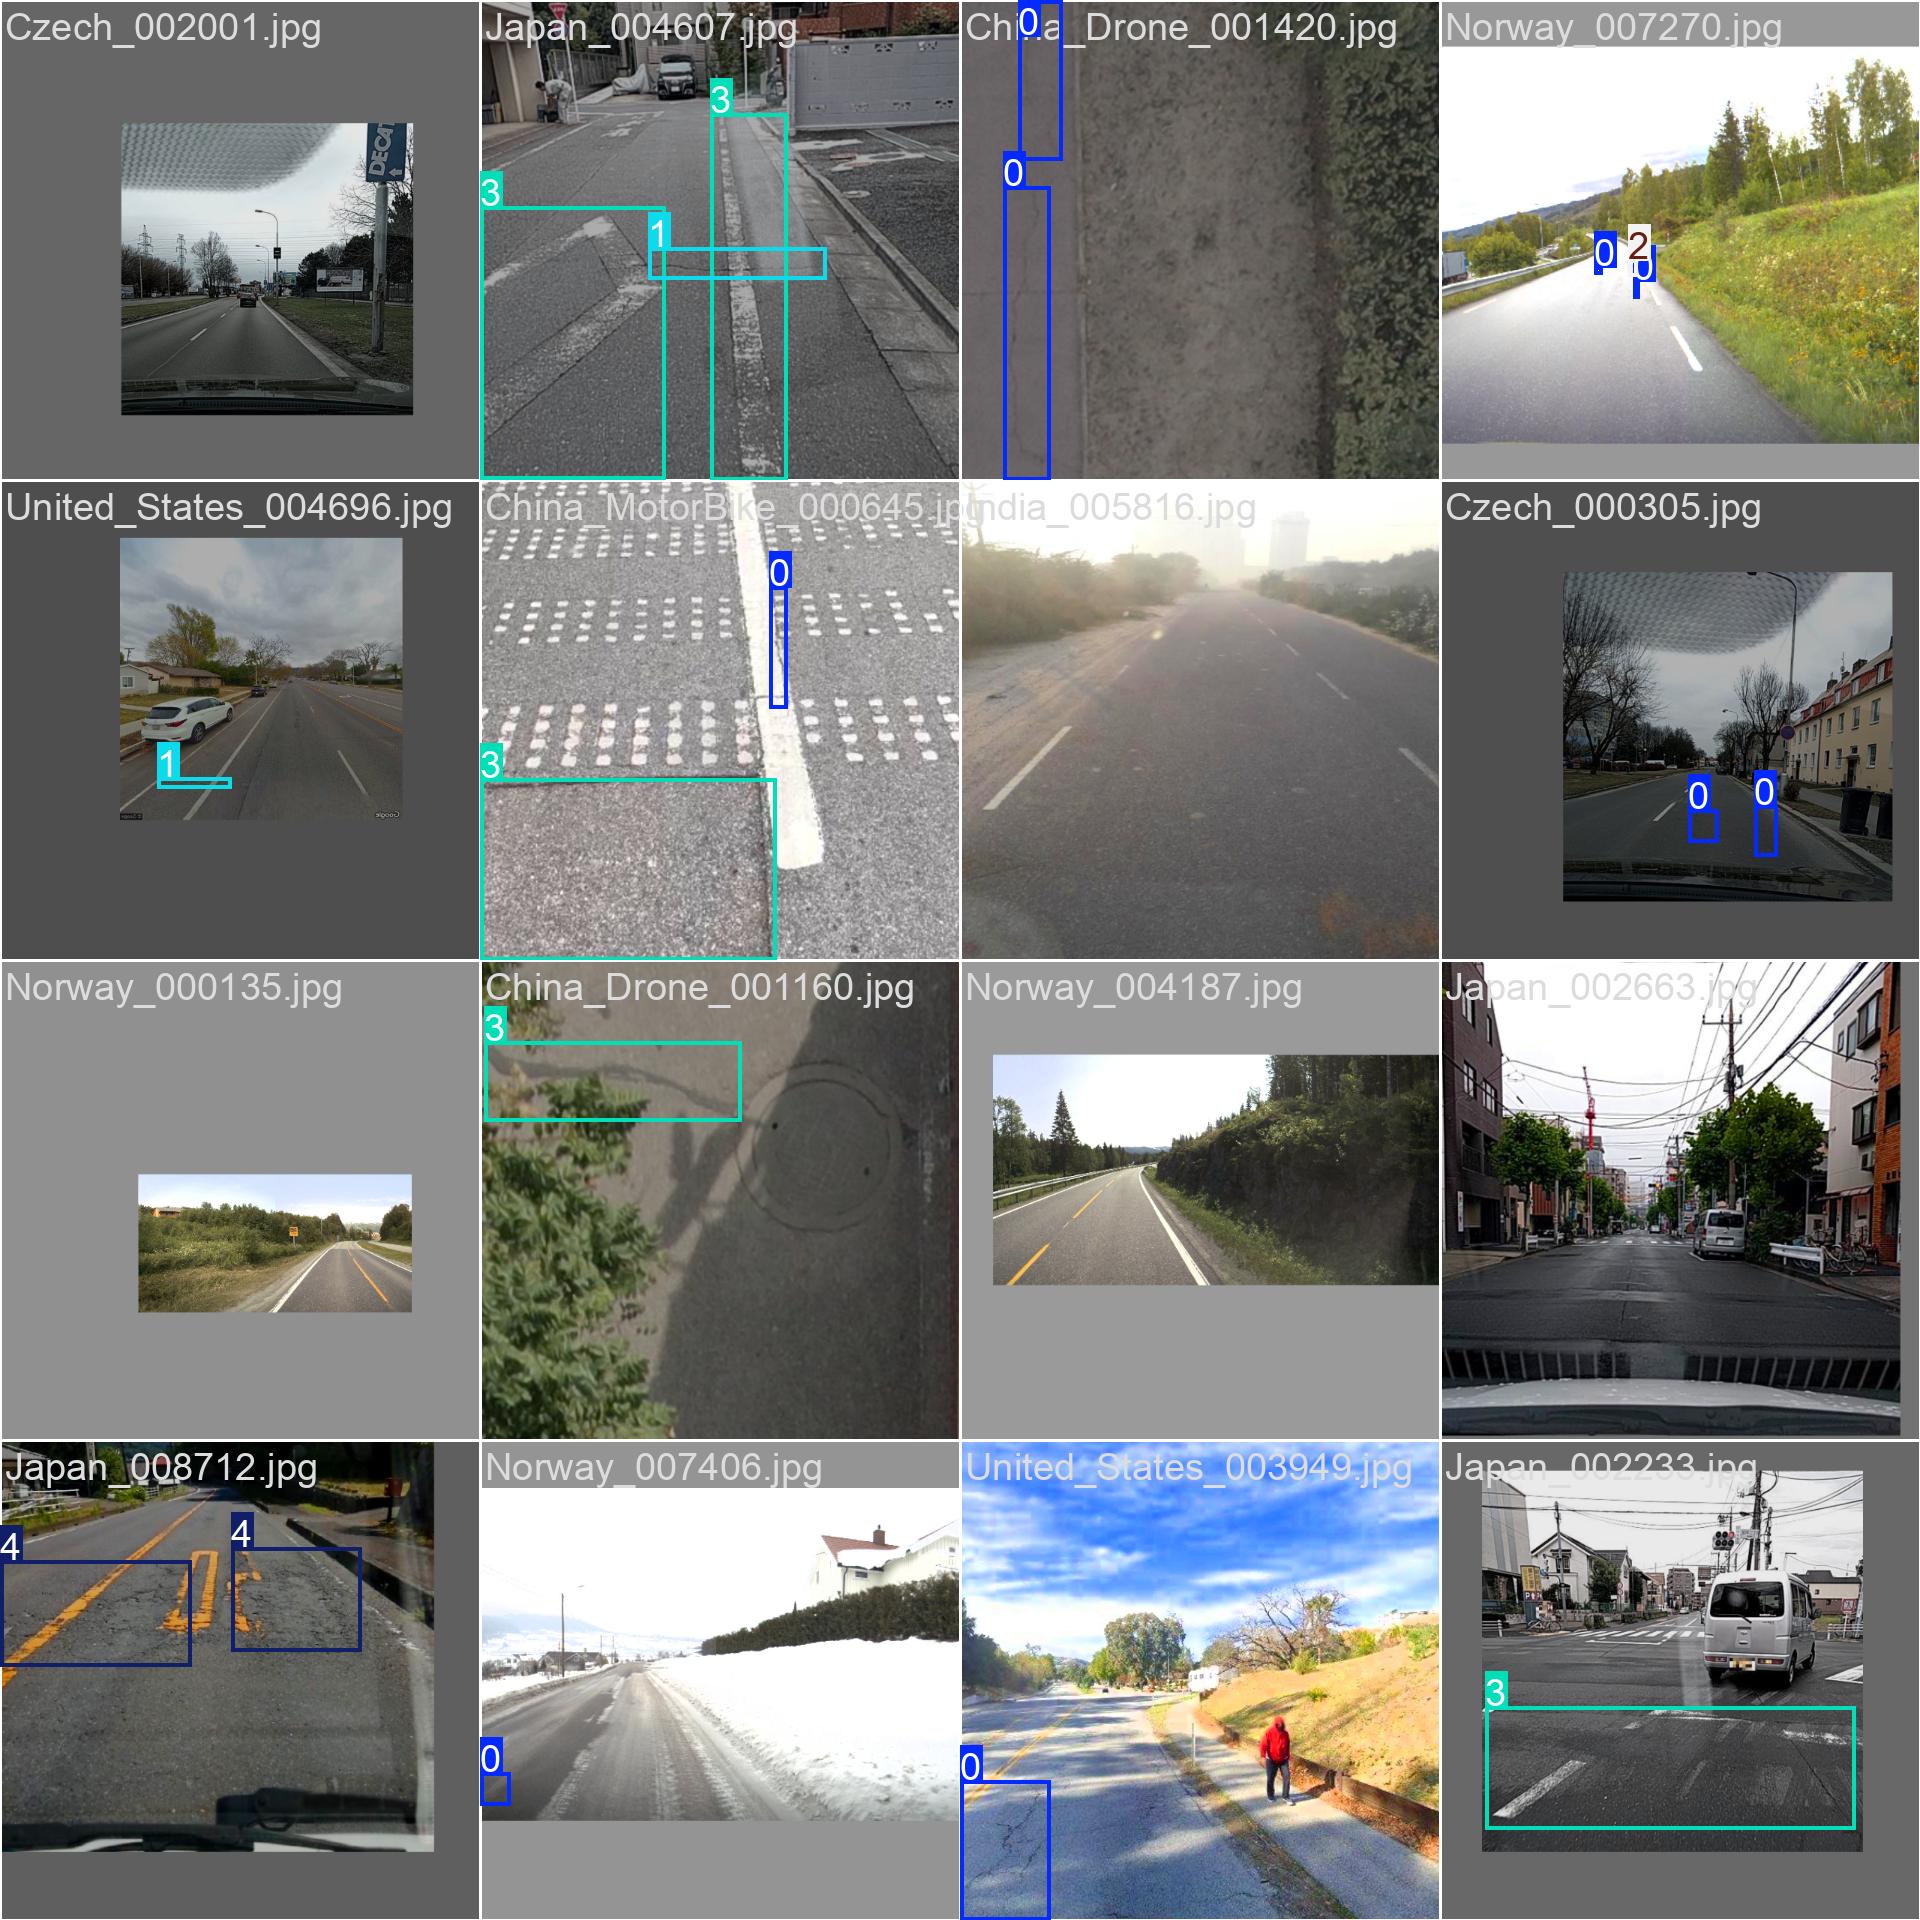 Czech_002001.jpg
Japan_004607.jpg
China_Drone_001420.jpg
Norway_007270.jpg
DECAT
3
3
1
0
0
0
2
0
United_States_004696.jpg
China_MotorBike_000645.jpg
India_005816.jpg
Czech_000305.jpg
1
Google
0
3
0
0
Norway_000135.jpg
China_Drone_001160.jpg
Norway_004187.jpg
Japan_002663.jpg
3
Japan_008712.jpg
Norway_007406.jpg
United_States_003949.jpg
Japan_002233.jpg
4
4
0
0
3